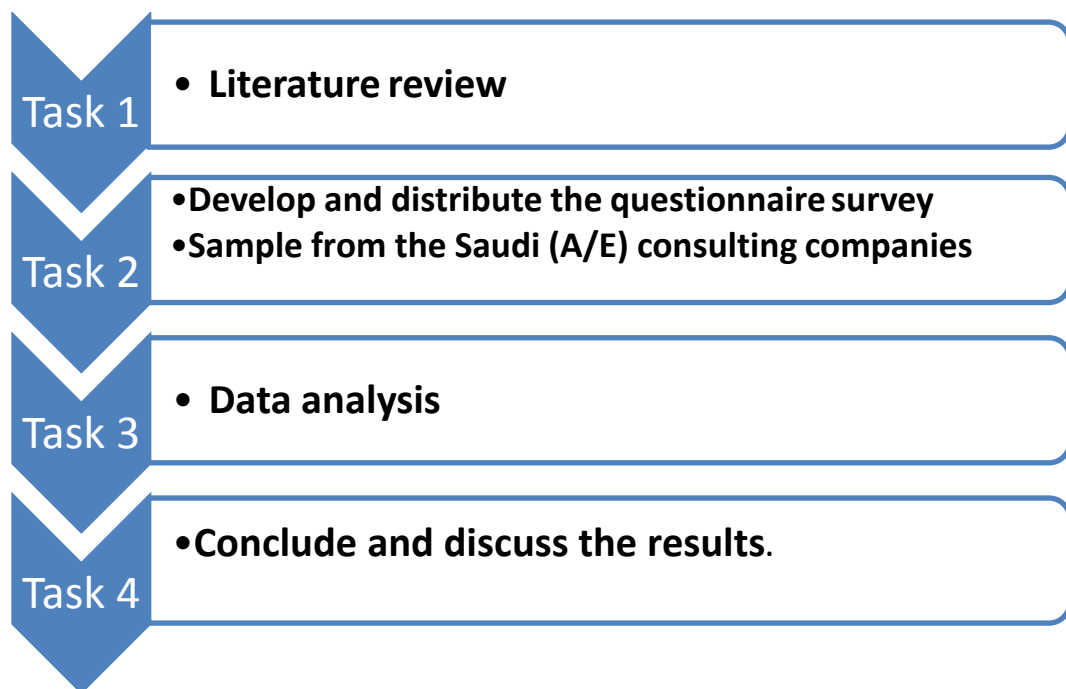 Task 1
• Literature review
Task 2
•Develop and distribute the questionnaire survey
•Sample from the Saudi (A/E) consulting companies
Task 3
• Data analysis
Task 4
•Conclude and discuss the results.